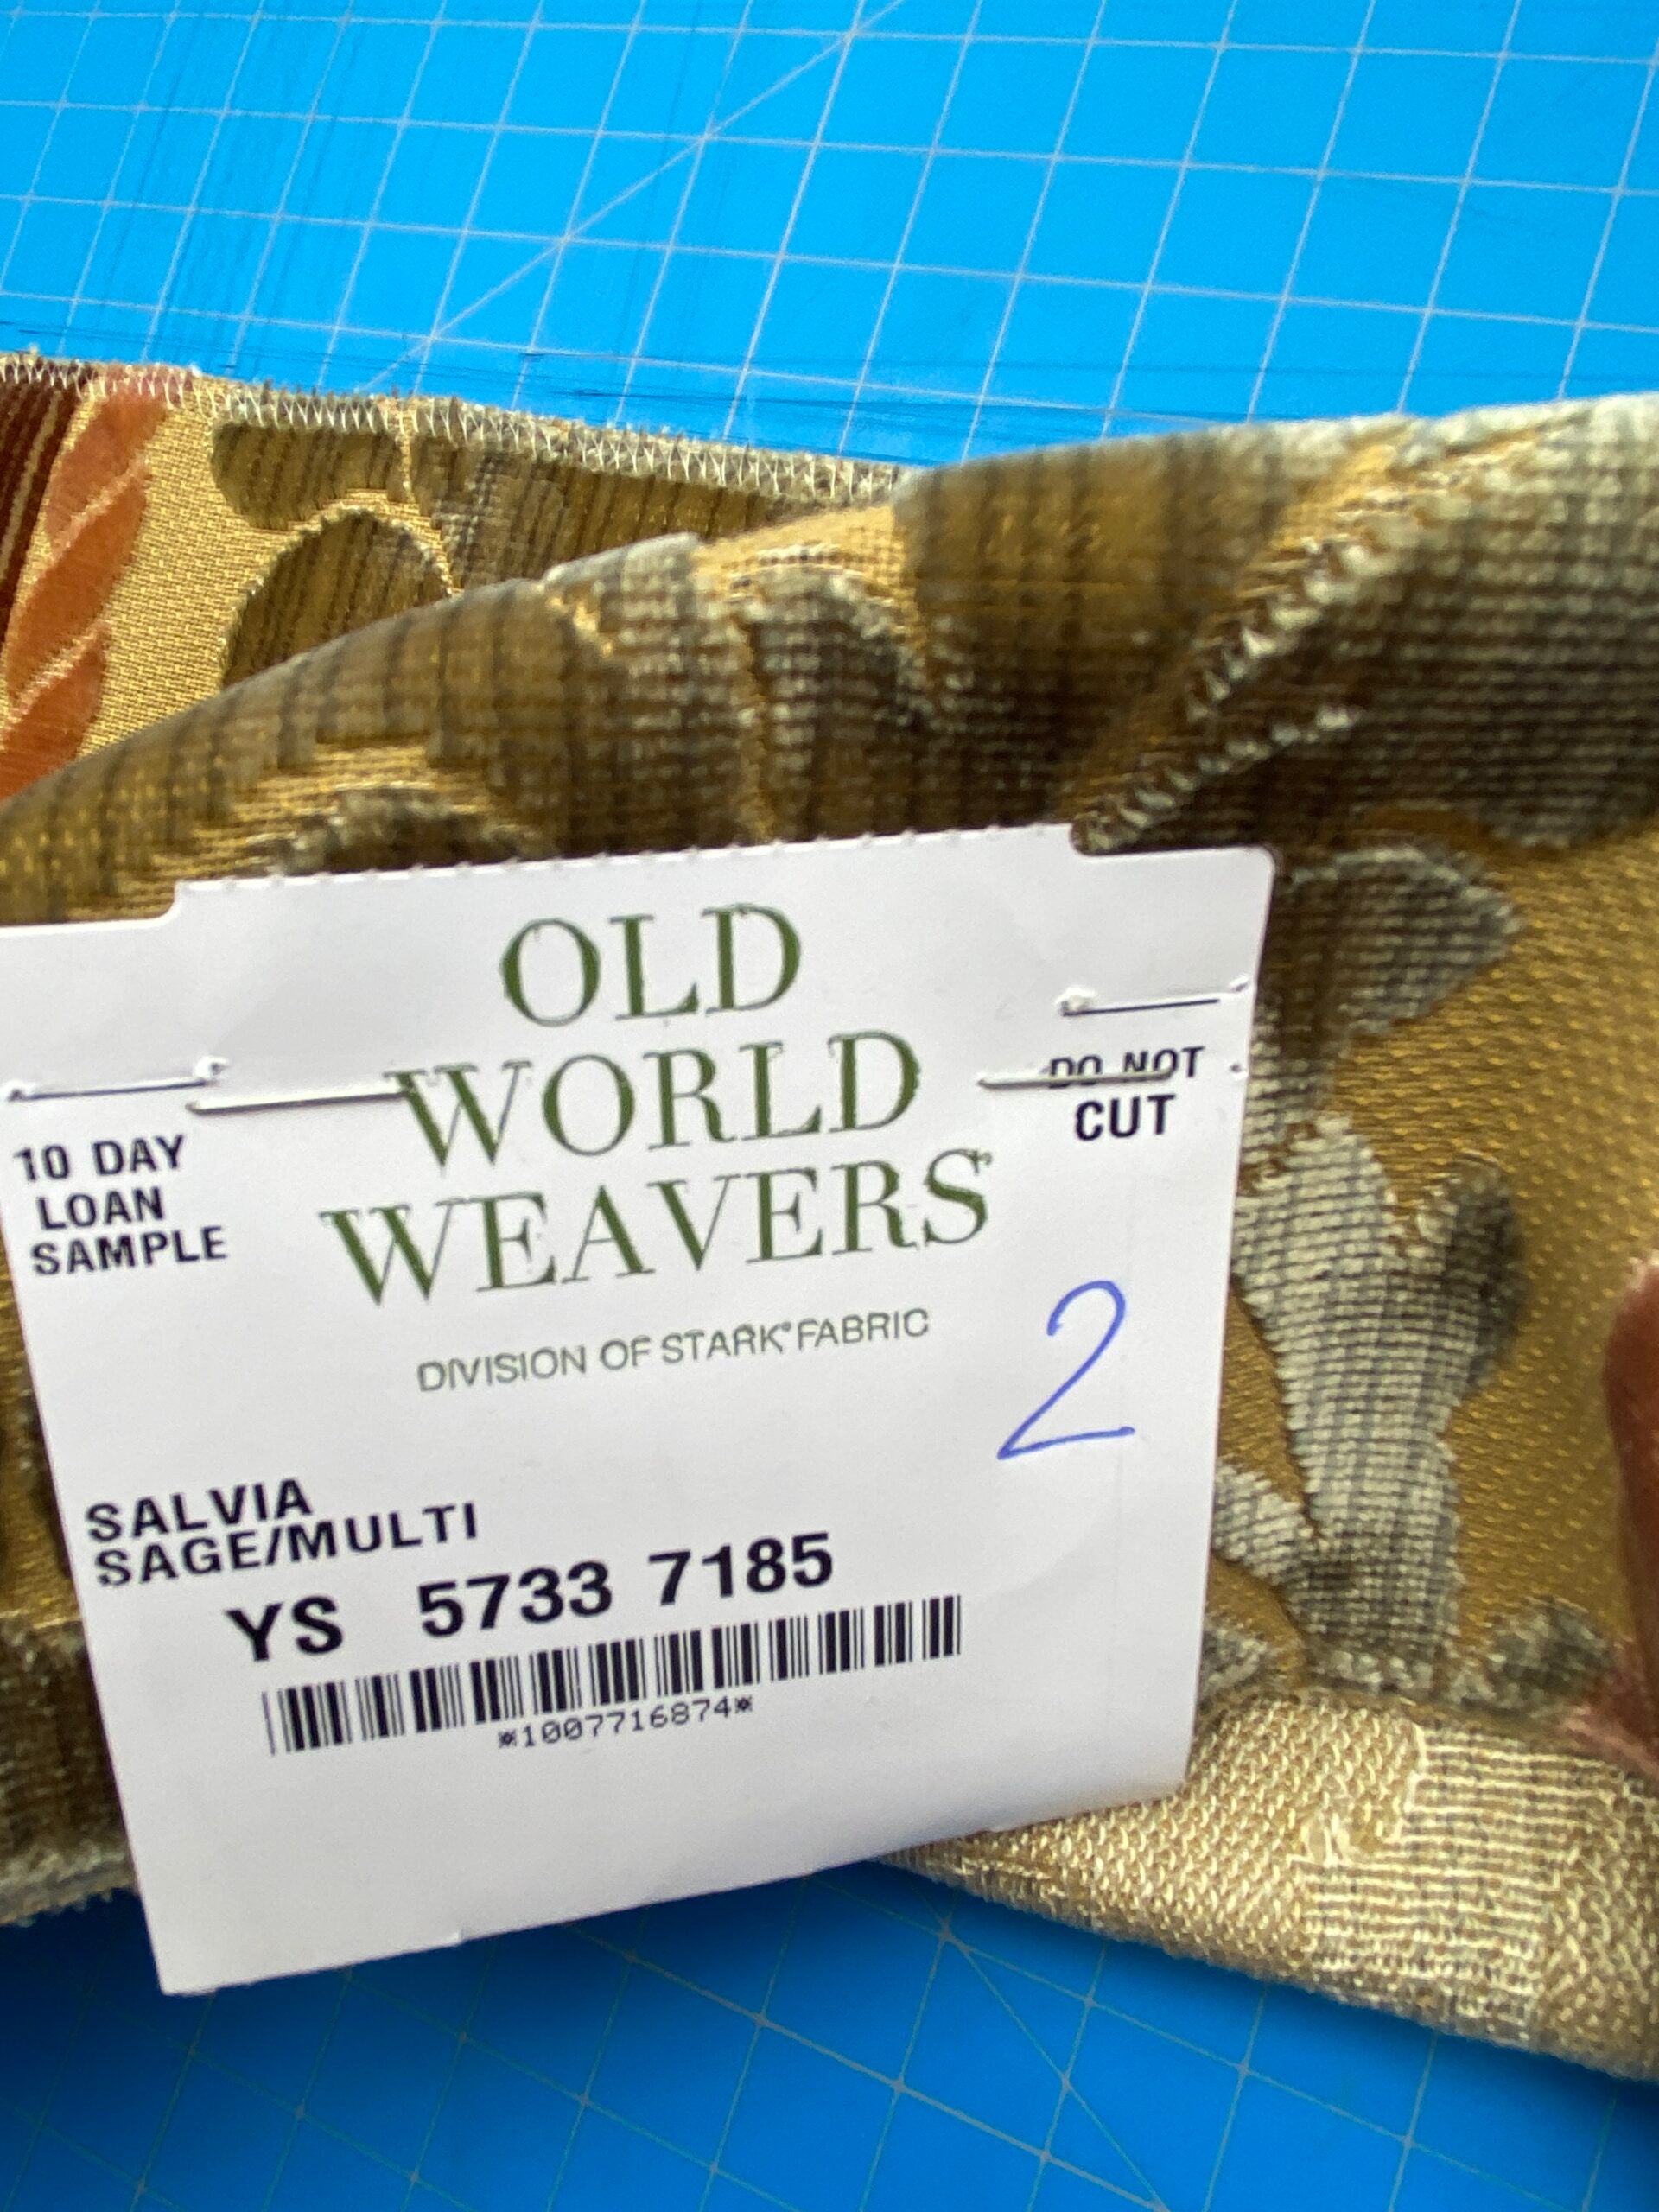 OLD
WORLD
WEAVERS
DIVISION OF STARK® FABRIC
10 DAY
LOAN
SAMPLE
DO NOT
CUT
2
SALVIA
SAGE/MULTI
YS 5733 7185
*1007716874*